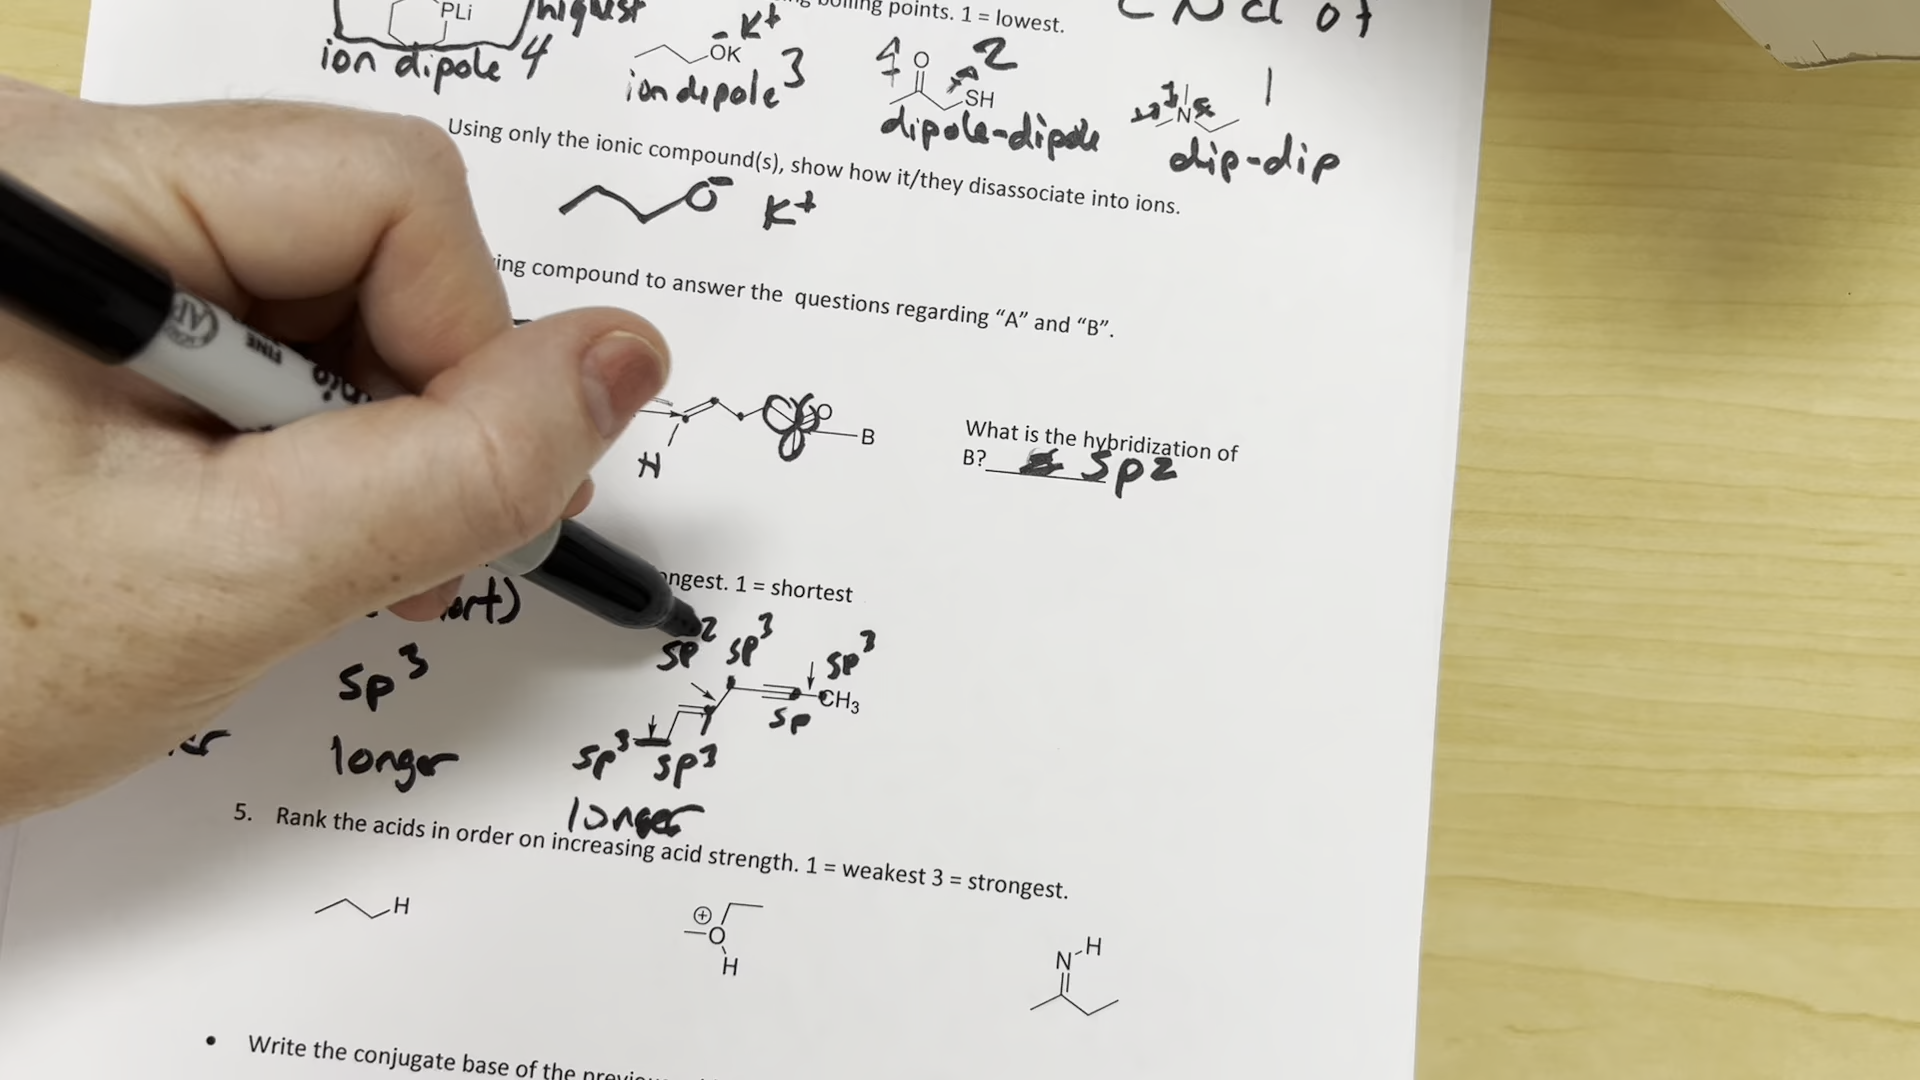 boiling points. 1 = lowest.
PLi
highest
ion dipole 4
K+
OK
ion dipole 3
O
2
SH
dipole-dipole
N
1
dip-dip
Using only the ionic compound(s), show how it/they disassociate into ions.
O- K+
ing compound to answer the questions regarding “A” and “B”.
H
O
B
What is the hybridization of
B? sp2
ngest. 1 = shortest
ort)
sp2 sp3
sp3
sp3
CH3
sp
sp3
sp3
longer
longer
5. Rank the acids in order on increasing acid strength. 1 = weakest 3 = strongest.
H
+
O
H
N-H
• Write the conjugate base of the